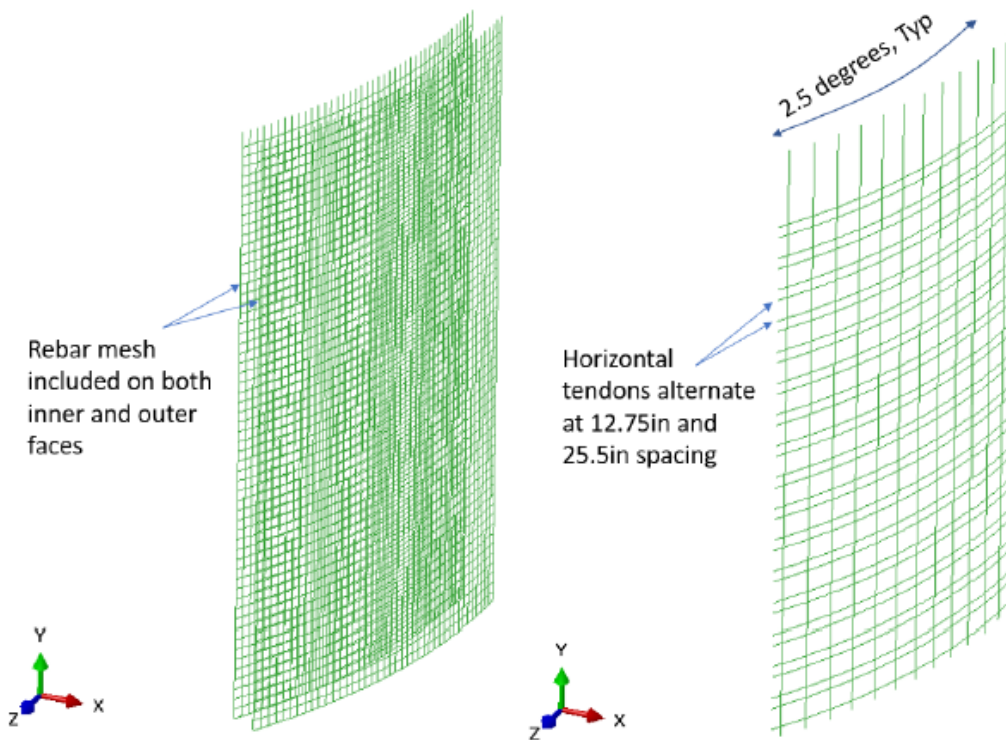 2.5 degrees, Typ
Rebar mesh
included on both
inner and outer
faces
Horizontal
tendons alternate
at 12.75in and
25.5in spacing
Y
Z
X
Y
Z
X